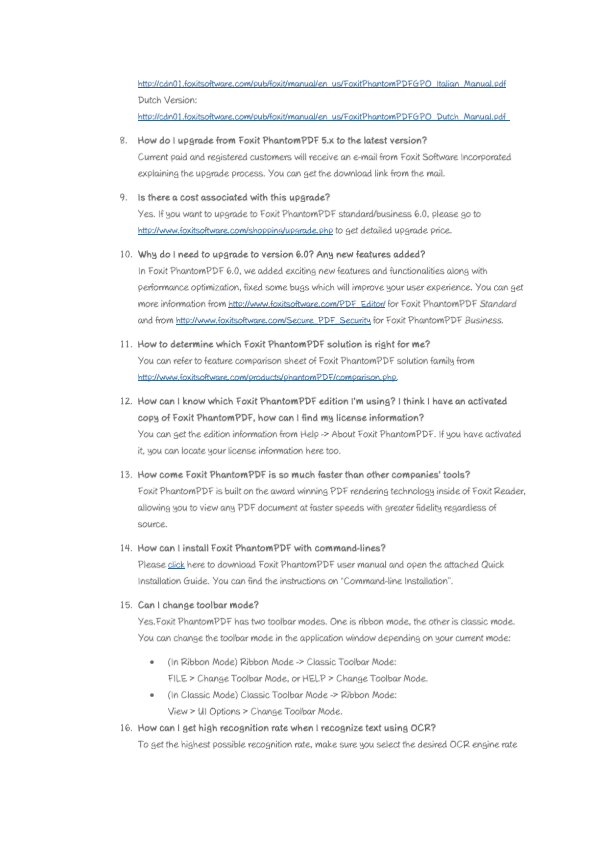 http://cdn01.foxitsoftware.com/pub/foxit/manual/en_us/FoxitPhantomPDFGPO_Italian_Manual.pdf
Dutch Version:
http://cdn01.foxitsoftware.com/pub/foxit/manual/en_us/FoxitPhantomPDFGPO_Dutch_Manual.pdf
8. How do I upgrade from Foxit PhantomPDF 5.x to the latest version?
Current paid and registered customers will receive an e-mail from Foxit Software Incorporated
explaining the upgrade process. You can get the download link from the mail.
9. Is there a cost associated with this upgrade?
Yes. If you want to upgrade to Foxit PhantomPDF standard/business 6.0, please go to
http://www.foxitsoftware.com/shopping/upgrade.php to get detailed upgrade price.
10. Why do I need to upgrade to version 6.0? Any new features added?
In Foxit PhantomPDF 6.0, we added exciting new features and functionalities along with
performance optimization, fixed some bugs which will improve your user experience. You can get
more information from http://www.foxitsoftware.com/PDF_Editor/ for Foxit PhantomPDF Standard
and from http://www.foxitsoftware.com/Secure_PDF_Security for Foxit PhantomPDF Business.
11. How to determine which Foxit PhantomPDF solution is right for me?
You can refer to feature comparison sheet of Foxit PhantomPDF solution family from
http://www.foxitsoftware.com/products/phantomPDF/comparison.php.
12. How can I know which Foxit PhantomPDF edition I'm using? I think I have an activated
copy of Foxit PhantomPDF, how can I find my license information?
You can get the edition information from Help -> About Foxit PhantomPDF. If you have activated
it, you can locate your license information here too.
13. How come Foxit PhantomPDF is so much faster than other companies' tools?
Foxit PhantomPDF is built on the award winning PDF rendering technology inside of Foxit Reader,
allowing you to view any PDF document at faster speeds with greater fidelity regardless of
source.
14. How can I install Foxit PhantomPDF with command-lines?
Please click here to download Foxit PhantomPDF user manual and open the attached Quick
Installation Guide. You can find the instructions on "Command-line Installation".
15. Can I change toolbar mode?
Yes.Foxit PhantomPDF has two toolbar modes. One is ribbon mode, the other is classic mode.
You can change the toolbar mode in the application window depending on your current mode:
• (In Ribbon Mode) Ribbon Mode -> Classic Toolbar Mode:
FILE > Change Toolbar Mode, or HELP > Change Toolbar Mode.
• (In Classic Mode) Classic Toolbar Mode -> Ribbon Mode:
View > UI Options > Change Toolbar Mode.
16. How can I get high recognition rate when I recognize text using OCR?
To get the highest possible recognition rate, make sure you select the desired OCR engine rate